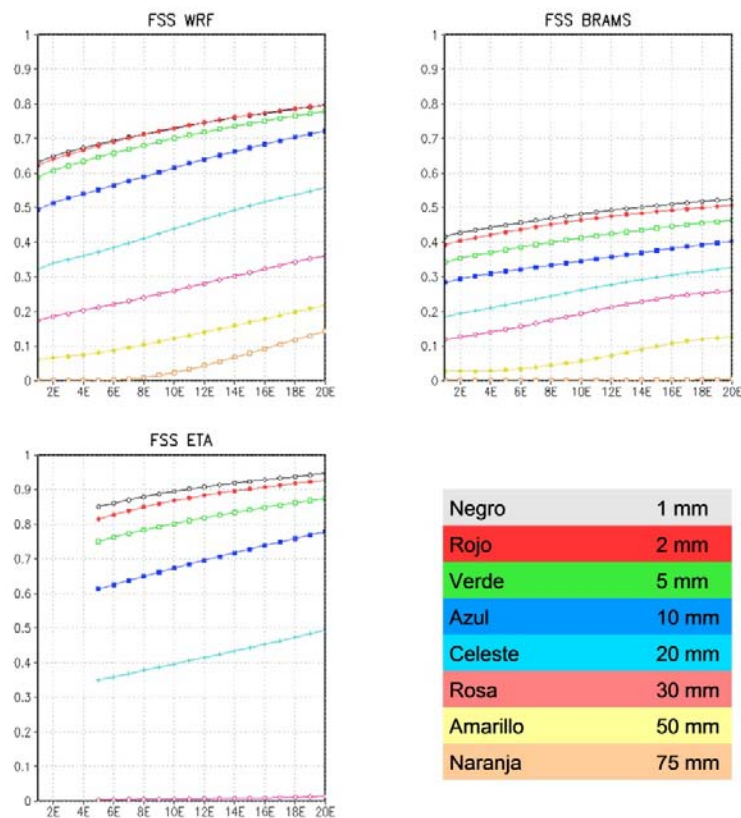 FSS WRF
1
0.9
0.8
0.7
0.6
0.5
0.4
0.3
0.2
0.1
0
2E 4E 6E 8E 10E 12E 14E 16E 18E 20E
FSS BRAMS
1
0.9
0.8
0.7
0.6
0.5
0.4
0.3
0.2
0.1
0
2E 4E 6E 8E 10E 12E 14E 16E 18E 20E
FSS ETA
1
0.9
0.8
0.7
0.6
0.5
0.4
0.3
0.2
0.1
0
2E 4E 6E 8E 10E 12E 14E 16E 18E 20E
Negro 1 mm
Rojo 2 mm
Verde 5 mm
Azul 10 mm
Celeste 20 mm
Rosa 30 mm
Amarillo 50 mm
Naranja 75 mm